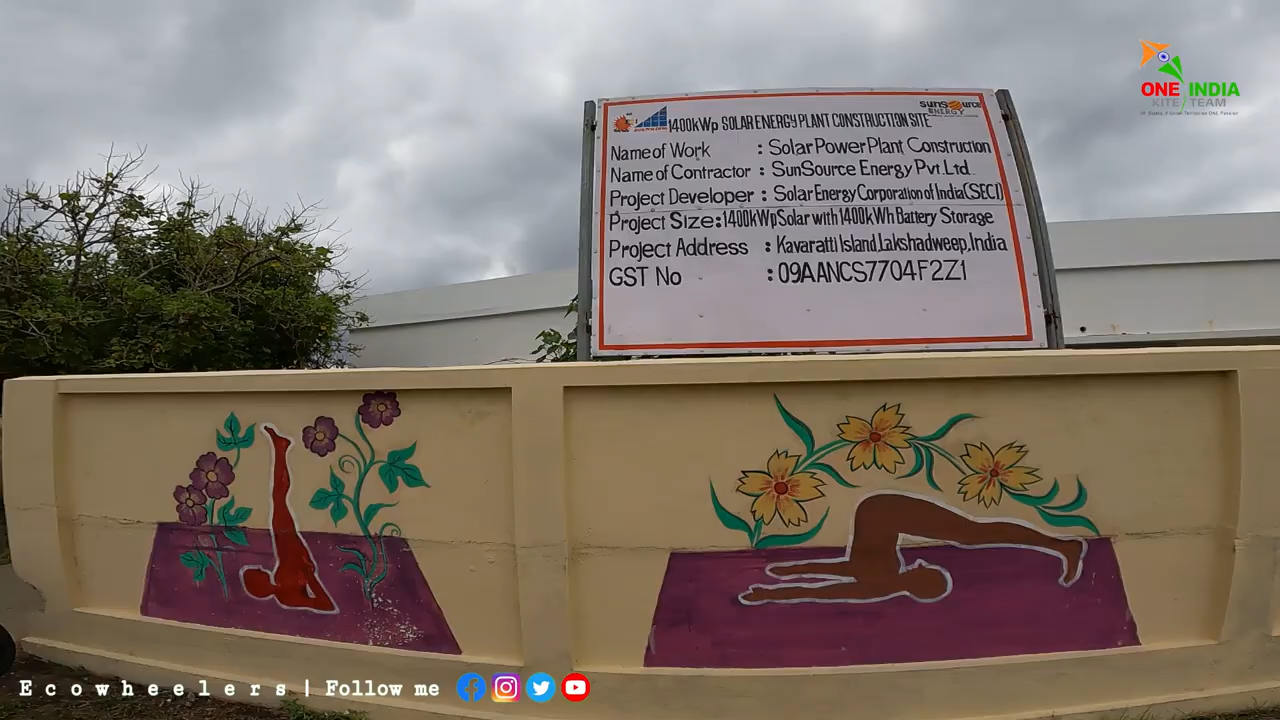 ONE INDIA
KITE TEAM
sunsource
ENERGY
1400kWp SOLAR ENERGY PLANT CONSTRUCTION SITE
Name of Work : Solar Power Plant Construction
Name of Contractor : SunSource Energy Pvt. Ltd.
Project Developer : Solar Energy Corporation of India (SECI)
Project Size: 1400kWp Solar with 1400kWh Battery Storage
Project Address : Kavaratti Island, Lakshadweep, India
GST No : 09AANCS7704F2Z1
Ecowheelers | Follow me